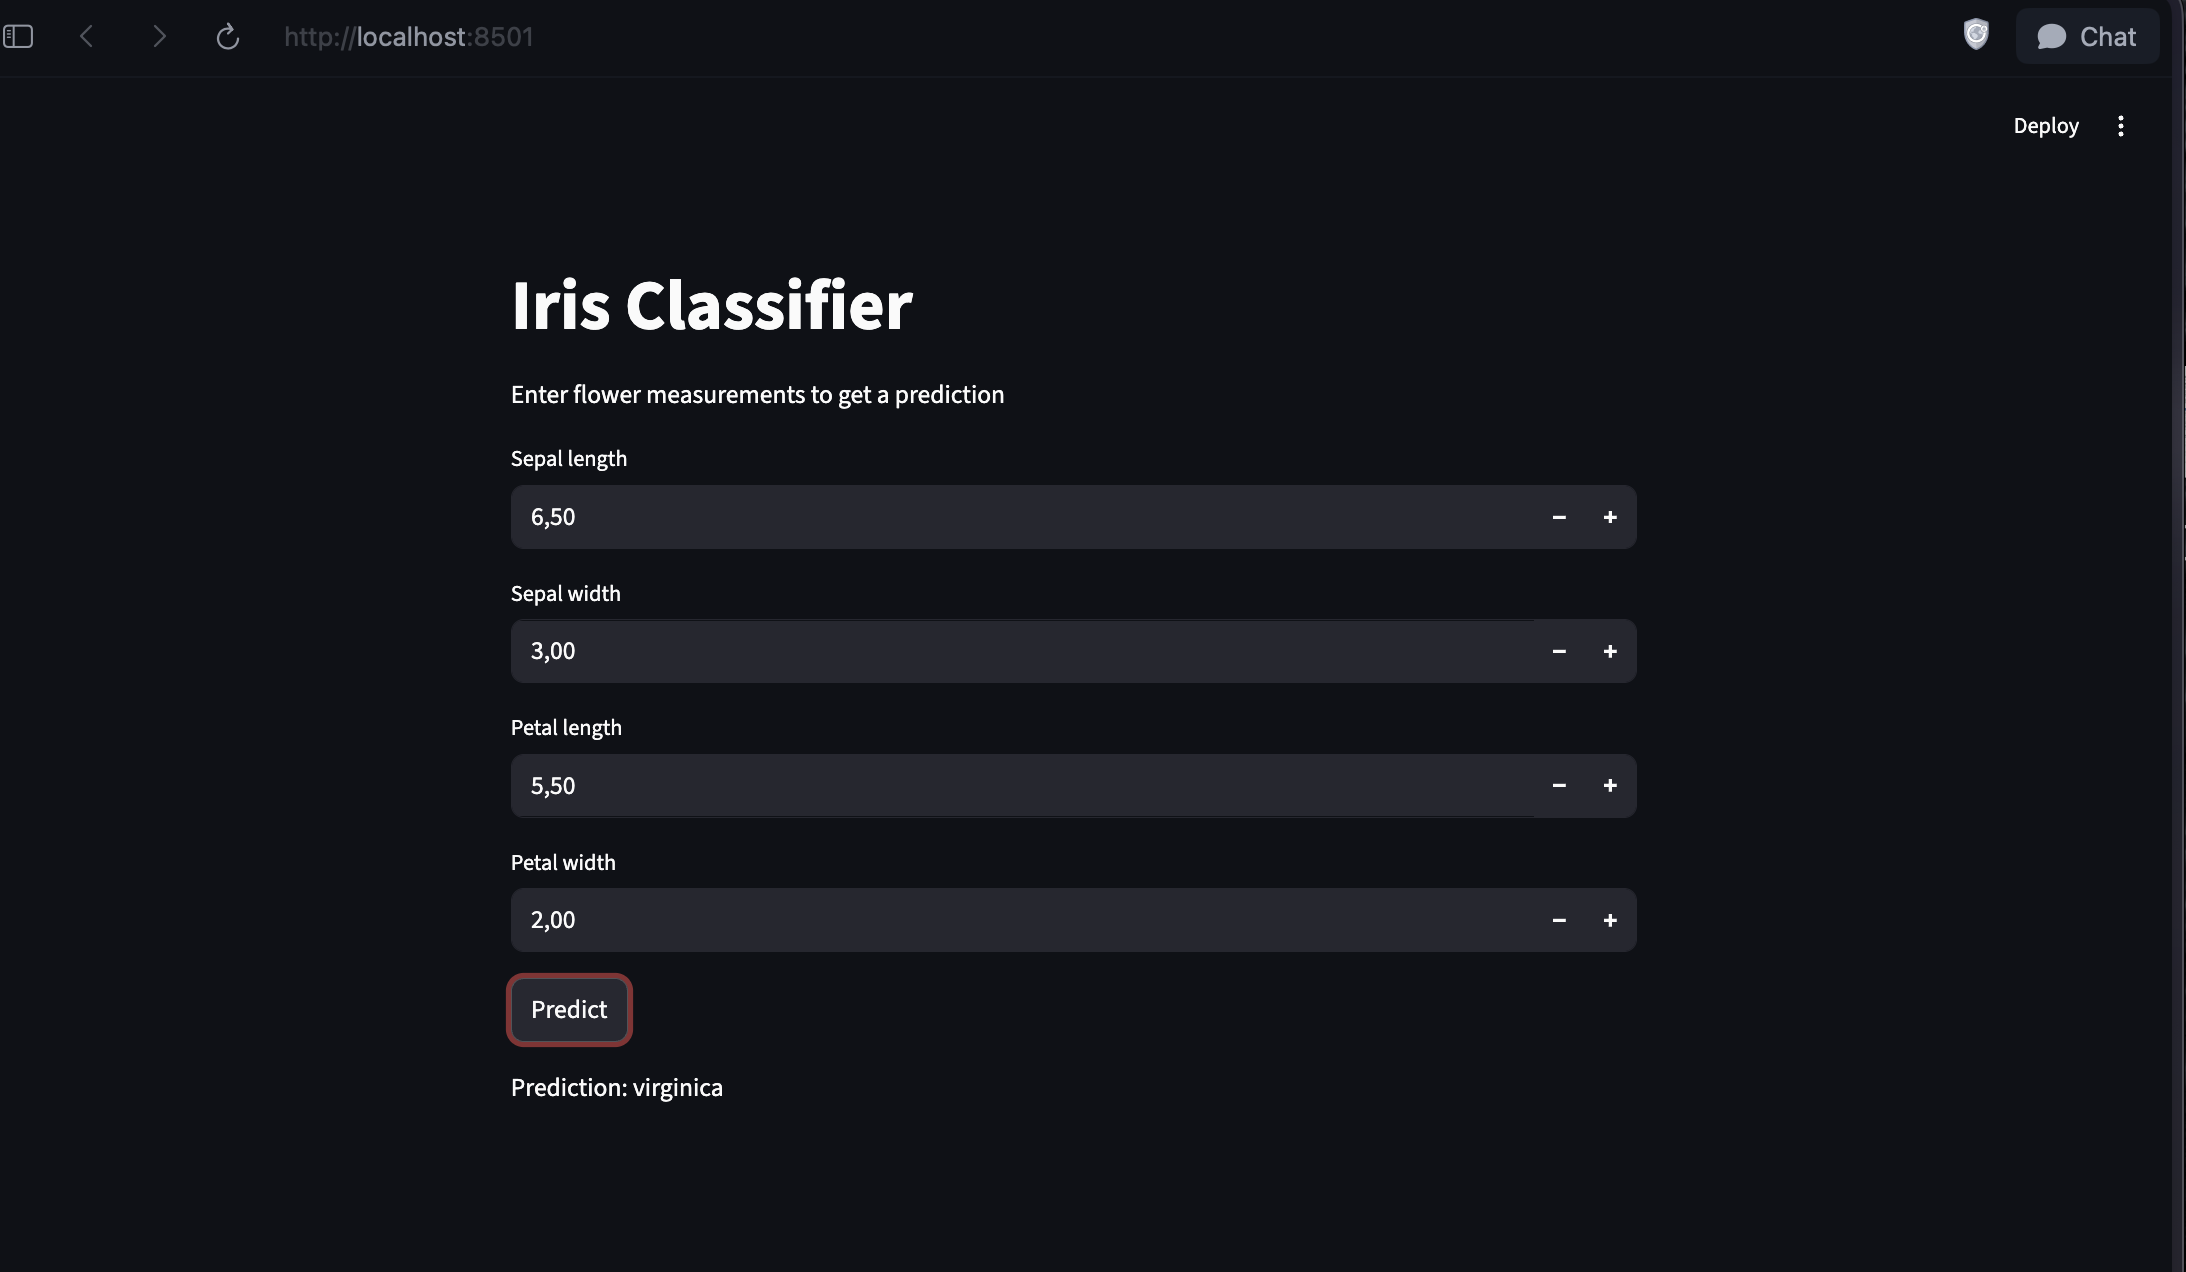 http://localhost:8501
Chat
Deploy
Iris Classifier
Enter flower measurements to get a prediction
Sepal length
6,50
Sepal width
3,00
Petal length
5,50
Petal width
2,00
Predict
Prediction: virginica